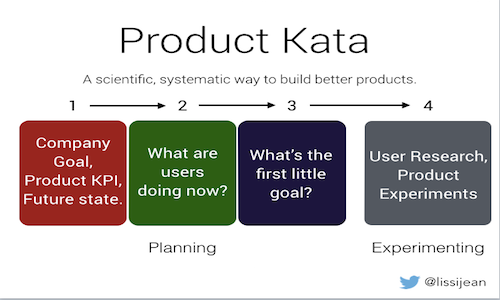 Product Kata
A scientific, systematic way to build better products.
1 2 3 4
Company
Goal,
Product KPI,
Future state.
What are
users
doing now?
What's the
first little
goal?
User Research,
Product
Experiments
Planning
Experimenting
@lissijean